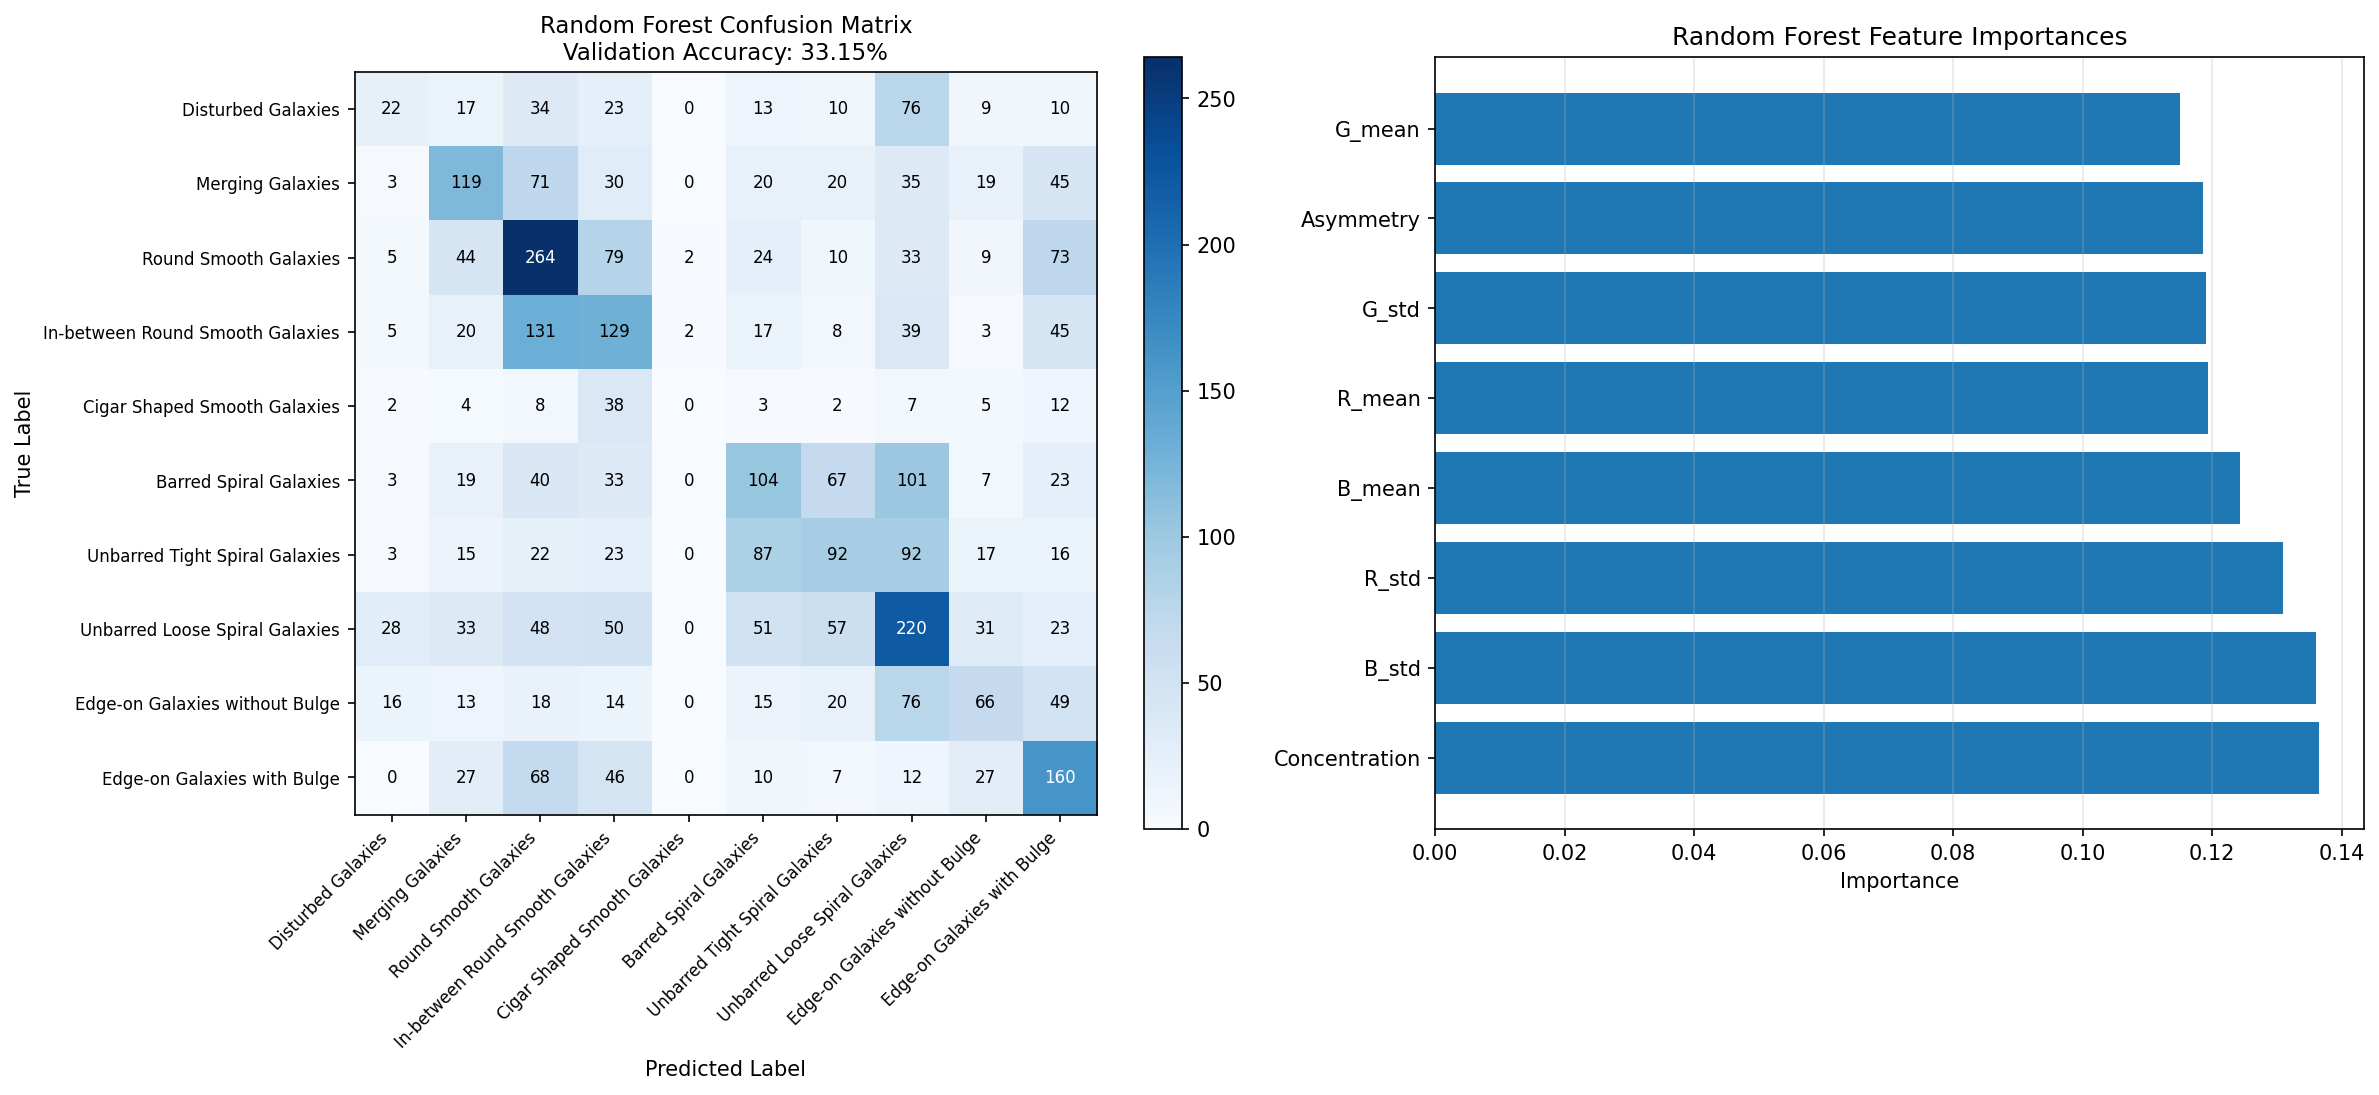 Random Forest Confusion Matrix
Validation Accuracy: 33.15%
True Label
Disturbed Galaxies 22 17 34 23 0 13 10 76 9 10
Merging Galaxies 3 119 71 30 0 20 20 35 19 45
Round Smooth Galaxies 5 44 264 79 2 24 10 33 9 73
In-between Round Smooth Galaxies 5 20 131 129 2 17 8 39 3 45
Cigar Shaped Smooth Galaxies 2 4 8 38 0 3 2 7 5 12
Barred Spiral Galaxies 3 19 40 33 0 104 67 101 7 23
Unbarred Tight Spiral Galaxies 3 15 22 23 0 87 92 92 17 16
Unbarred Loose Spiral Galaxies 28 33 48 50 0 51 57 220 31 23
Edge-on Galaxies without Bulge 16 13 18 14 0 15 20 76 66 49
Edge-on Galaxies with Bulge 0 27 68 46 0 10 7 12 27 160
Disturbed Galaxies
Merging Galaxies
Round Smooth Galaxies
In-between Round Smooth Galaxies
Cigar Shaped Smooth Galaxies
Barred Spiral Galaxies
Unbarred Tight Spiral Galaxies
Unbarred Loose Spiral Galaxies
Edge-on Galaxies without Bulge
Edge-on Galaxies with Bulge
Predicted Label
250
200
150
100
50
0
Random Forest Feature Importances
G_mean
Asymmetry
G_std
R_mean
B_mean
R_std
B_std
Concentration
0.00 0.02 0.04 0.06 0.08 0.10 0.12 0.14
Importance